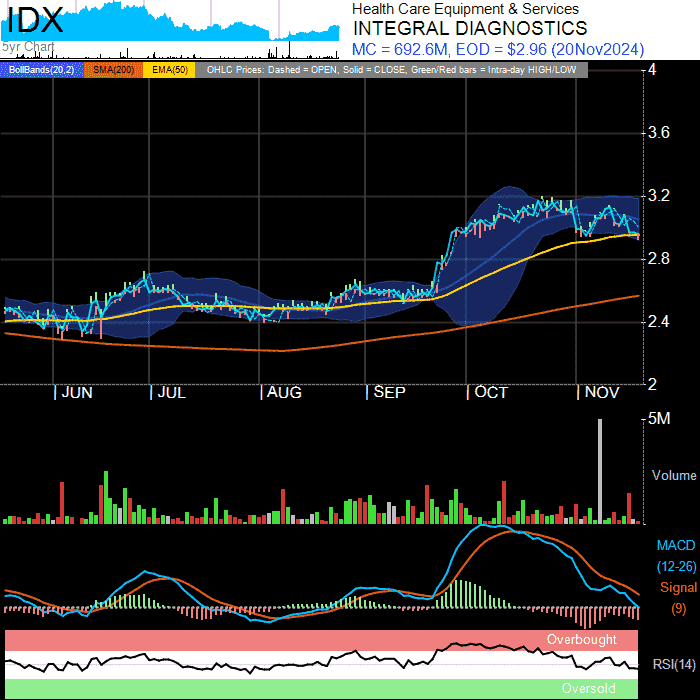 IDX
5yr Chart
Health Care Equipment & Services
INTEGRAL DIAGNOSTICS
MC = 692.6M, EOD = $2.96 (20Nov2024)
BollBands(20,2) SMA(200) EMA(50) OHLC Prices: Dashed = OPEN, Solid = CLOSE, Green/Red bars = Intra-day HIGH/LOW
4
3.6
3.2
2.8
2.4
2
| JUN | JUL | AUG | SEP | OCT | NOV
5M
Volume
MACD
(12-26)
Signal
(9)
Overbought
RSI(14)
Oversold